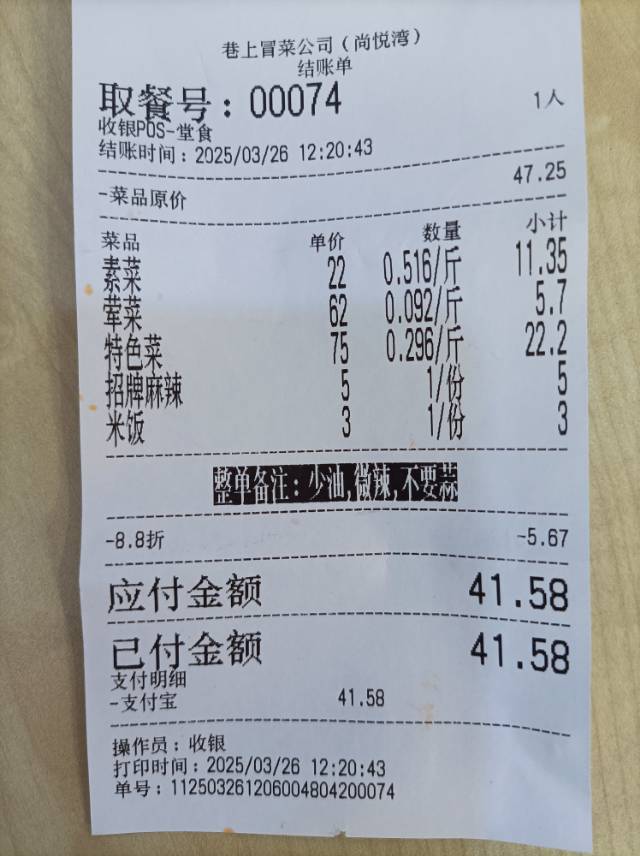 巷上冒菜公司（尚悦湾）
结账单
取餐号：00074 1人
收银POS-堂食
结账时间：2025/03/26 12:20:43
-菜品原价 47.25
菜品 单价 数量 小计
素菜 22 0.516/斤 11.35
荤菜 62 0.092/斤 5.7
特色菜 75 0.296/斤 22.2
招牌麻辣 5 1/份 5
米饭 3 1/份 3
整单备注：少油,微辣,不要蒜
-8.8折 -5.67
应付金额 41.58
已付金额 41.58
支付明细
-支付宝 41.58
操作员：收银
打印时间：2025/03/26 12:20:43
单号：112503261206004804200074